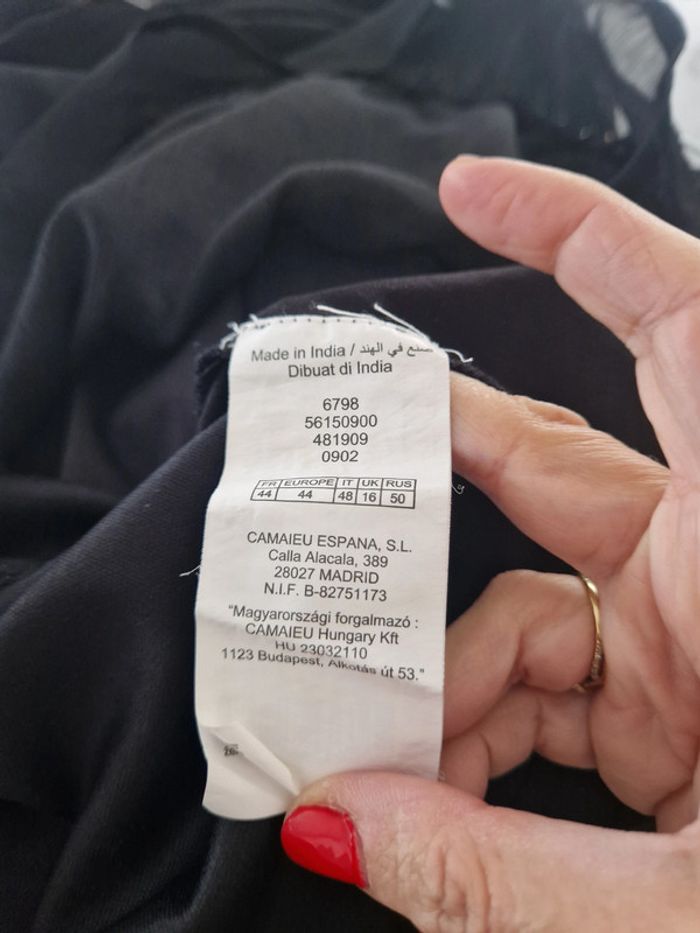 Made in India / صنع في الهند
Dibuat di India
6798
56150900
481909
0902
FR EUROPE IT UK RUS
44 44 48 16 50
CAMAIEU ESPANA, S.L.
Calla Alacala, 389
28027 MADRID
N.I.F. B-82751173
"Magyarországi forgalmazó :
CAMAIEU Hungary Kft
HU 23032110
1123 Budapest, Alkotás út 53."